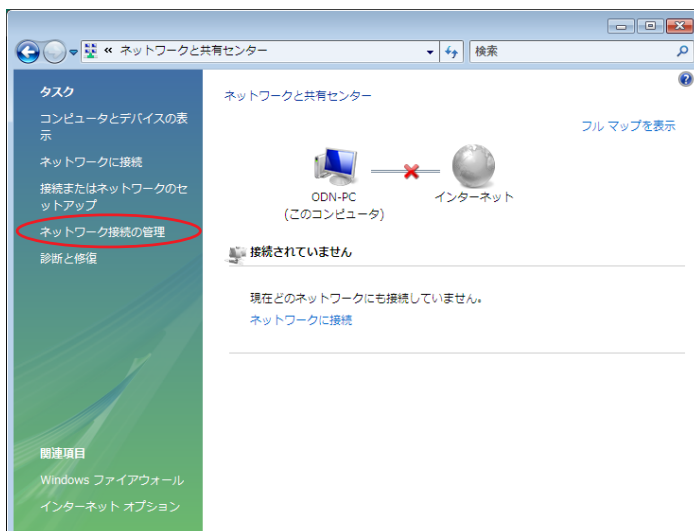 « ネットワークと共有センター
検索
タスク
コンピュータとデバイスの表
示
ネットワークに接続
接続またはネットワークのセ
ットアップ
ネットワーク接続の管理
診断と修復
関連項目
Windows ファイアウォール
インターネット オプション
ネットワークと共有センター
フル マップを表示
ODN-PC
(このコンピュータ)
インターネット
接続されていません
現在どのネットワークにも接続していません。
ネットワークに接続